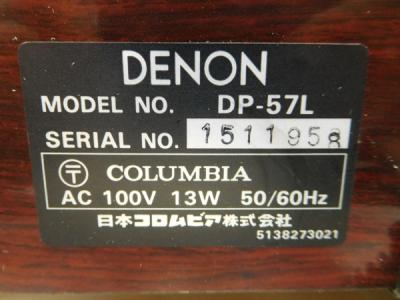 DENON
MODEL NO. DP-57L
SERIAL NO. 1511958
〒 COLUMBIA
AC 100V 13W 50/60Hz
日本コロムビア株式会社
5138273021